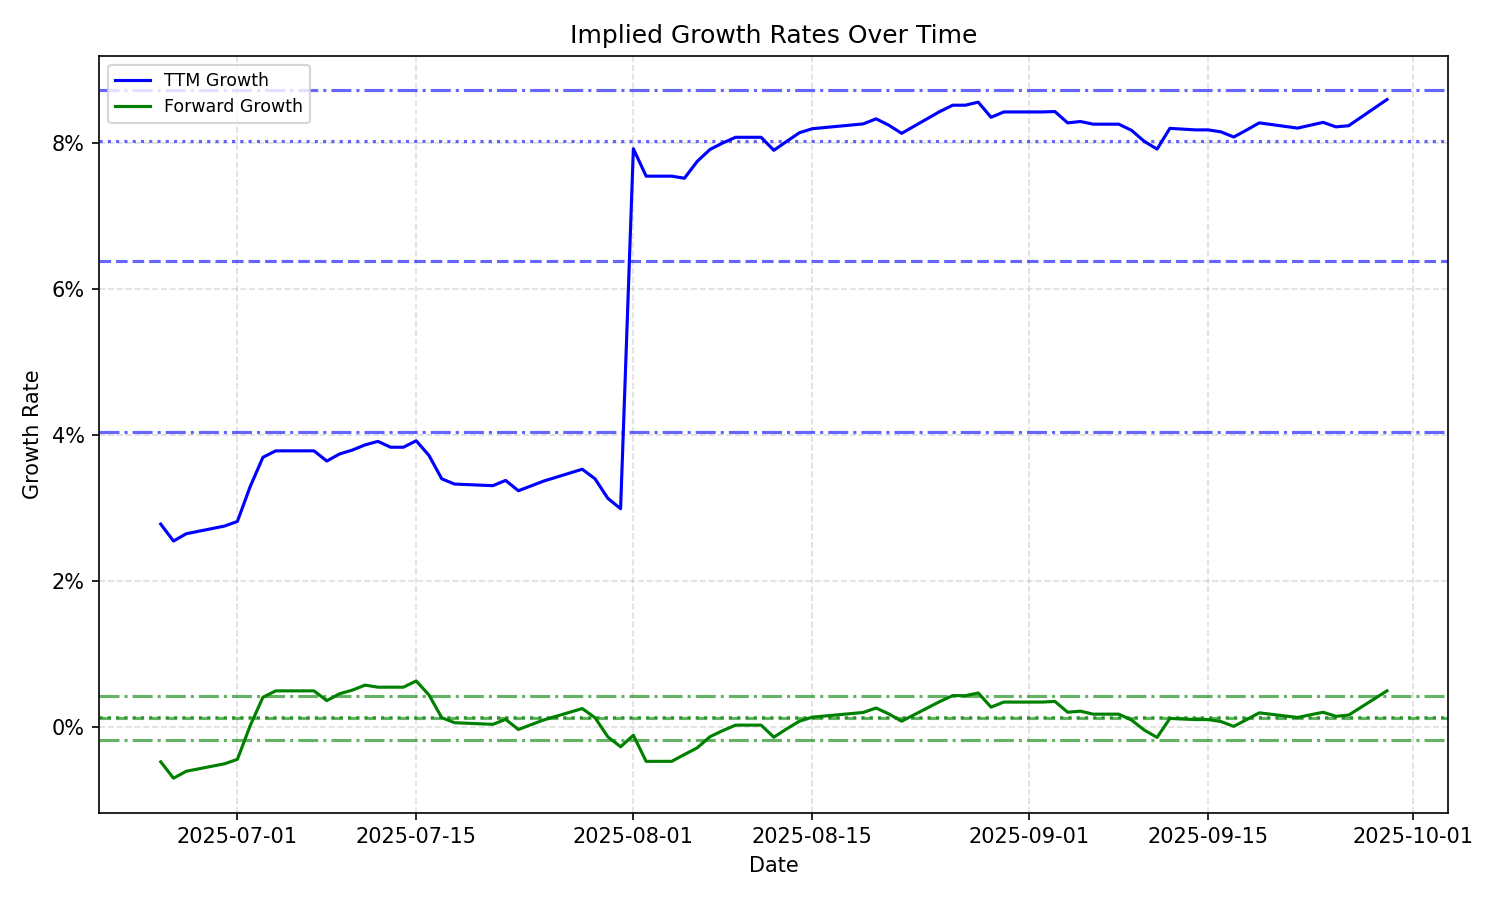 Implied Growth Rates Over Time
TTM Growth
Forward Growth
Growth Rate
8%
6%
4%
2%
0%
2025-07-01
2025-07-15
2025-08-01
2025-08-15
2025-09-01
2025-09-15
2025-10-01
Date